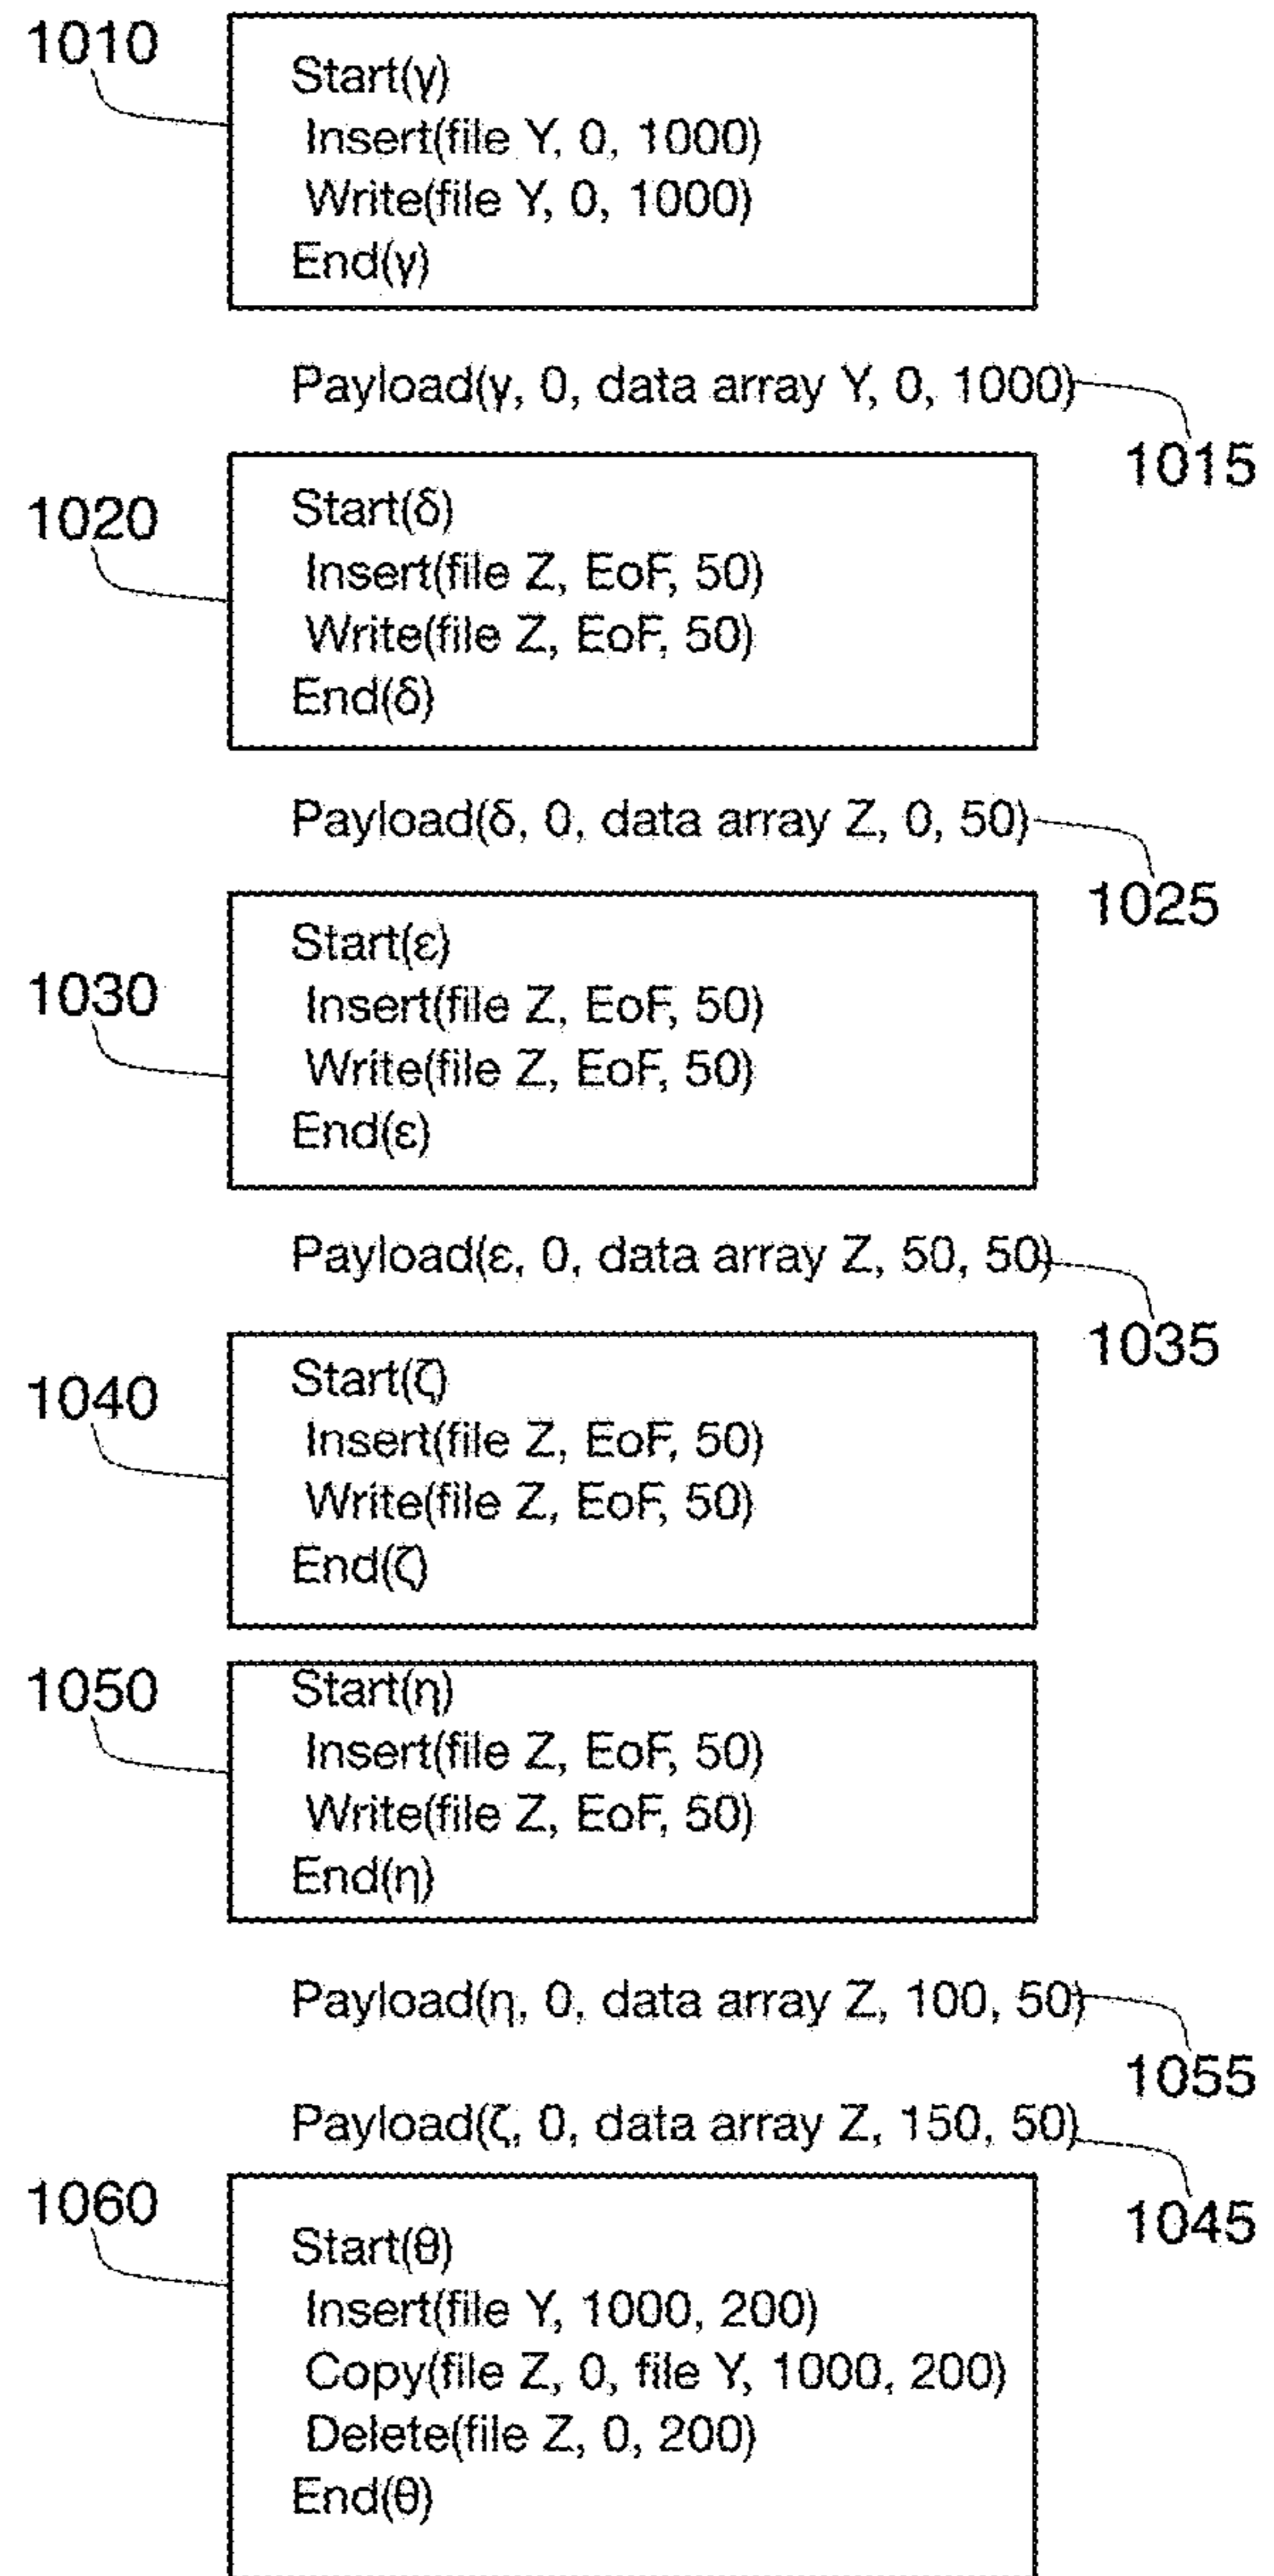 1010
Start(γ)
Insert(file Y, 0, 1000)
Write(file Y, 0, 1000)
End(γ)
Payload(γ, 0, data array Y, 0, 1000)
1015
1020
Start(δ)
Insert(file Z, EoF, 50)
Write(file Z, EoF, 50)
End(δ)
Payload(δ, 0, data array Z, 0, 50)
1025
1030
Start(ε)
Insert(file Z, EoF, 50)
Write(file Z, EoF, 50)
End(ε)
Payload(ε, 0, data array Z, 50, 50)
1035
1040
Start(ζ)
Insert(file Z, EoF, 50)
Write(file Z, EoF, 50)
End(ζ)
1050
Start(η)
Insert(file Z, EoF, 50)
Write(file Z, EoF, 50)
End(η)
Payload(η, 0, data array Z, 100, 50)
1055
Payload(ζ, 0, data array Z, 150, 50)
1045
1060
Start(θ)
Insert(file Y, 1000, 200)
Copy(file Z, 0, file Y, 1000, 200)
Delete(file Z, 0, 200)
End(θ)